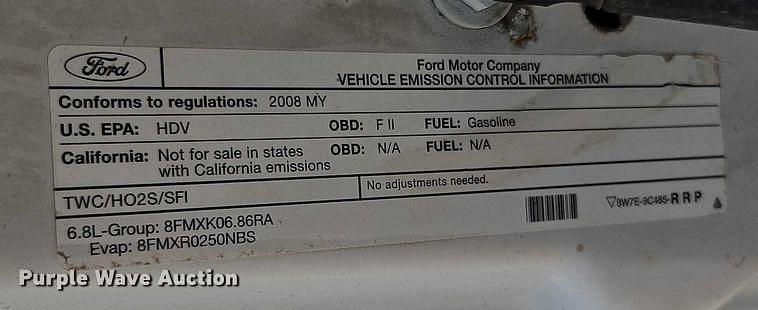 Ford
Ford Motor Company
VEHICLE EMISSION CONTROL INFORMATION
Conforms to regulations: 2008 MY
U.S. EPA: HDV OBD: F II FUEL: Gasoline
California: Not for sale in states OBD: N/A FUEL: N/A
with California emissions
TWC/HO2S/SFI No adjustments needed.
6.8L-Group: 8FMXK06.86RA
Evap: 8FMXR0250NBS
▽8W7E-9C485-RRP
Purple Wave Auction